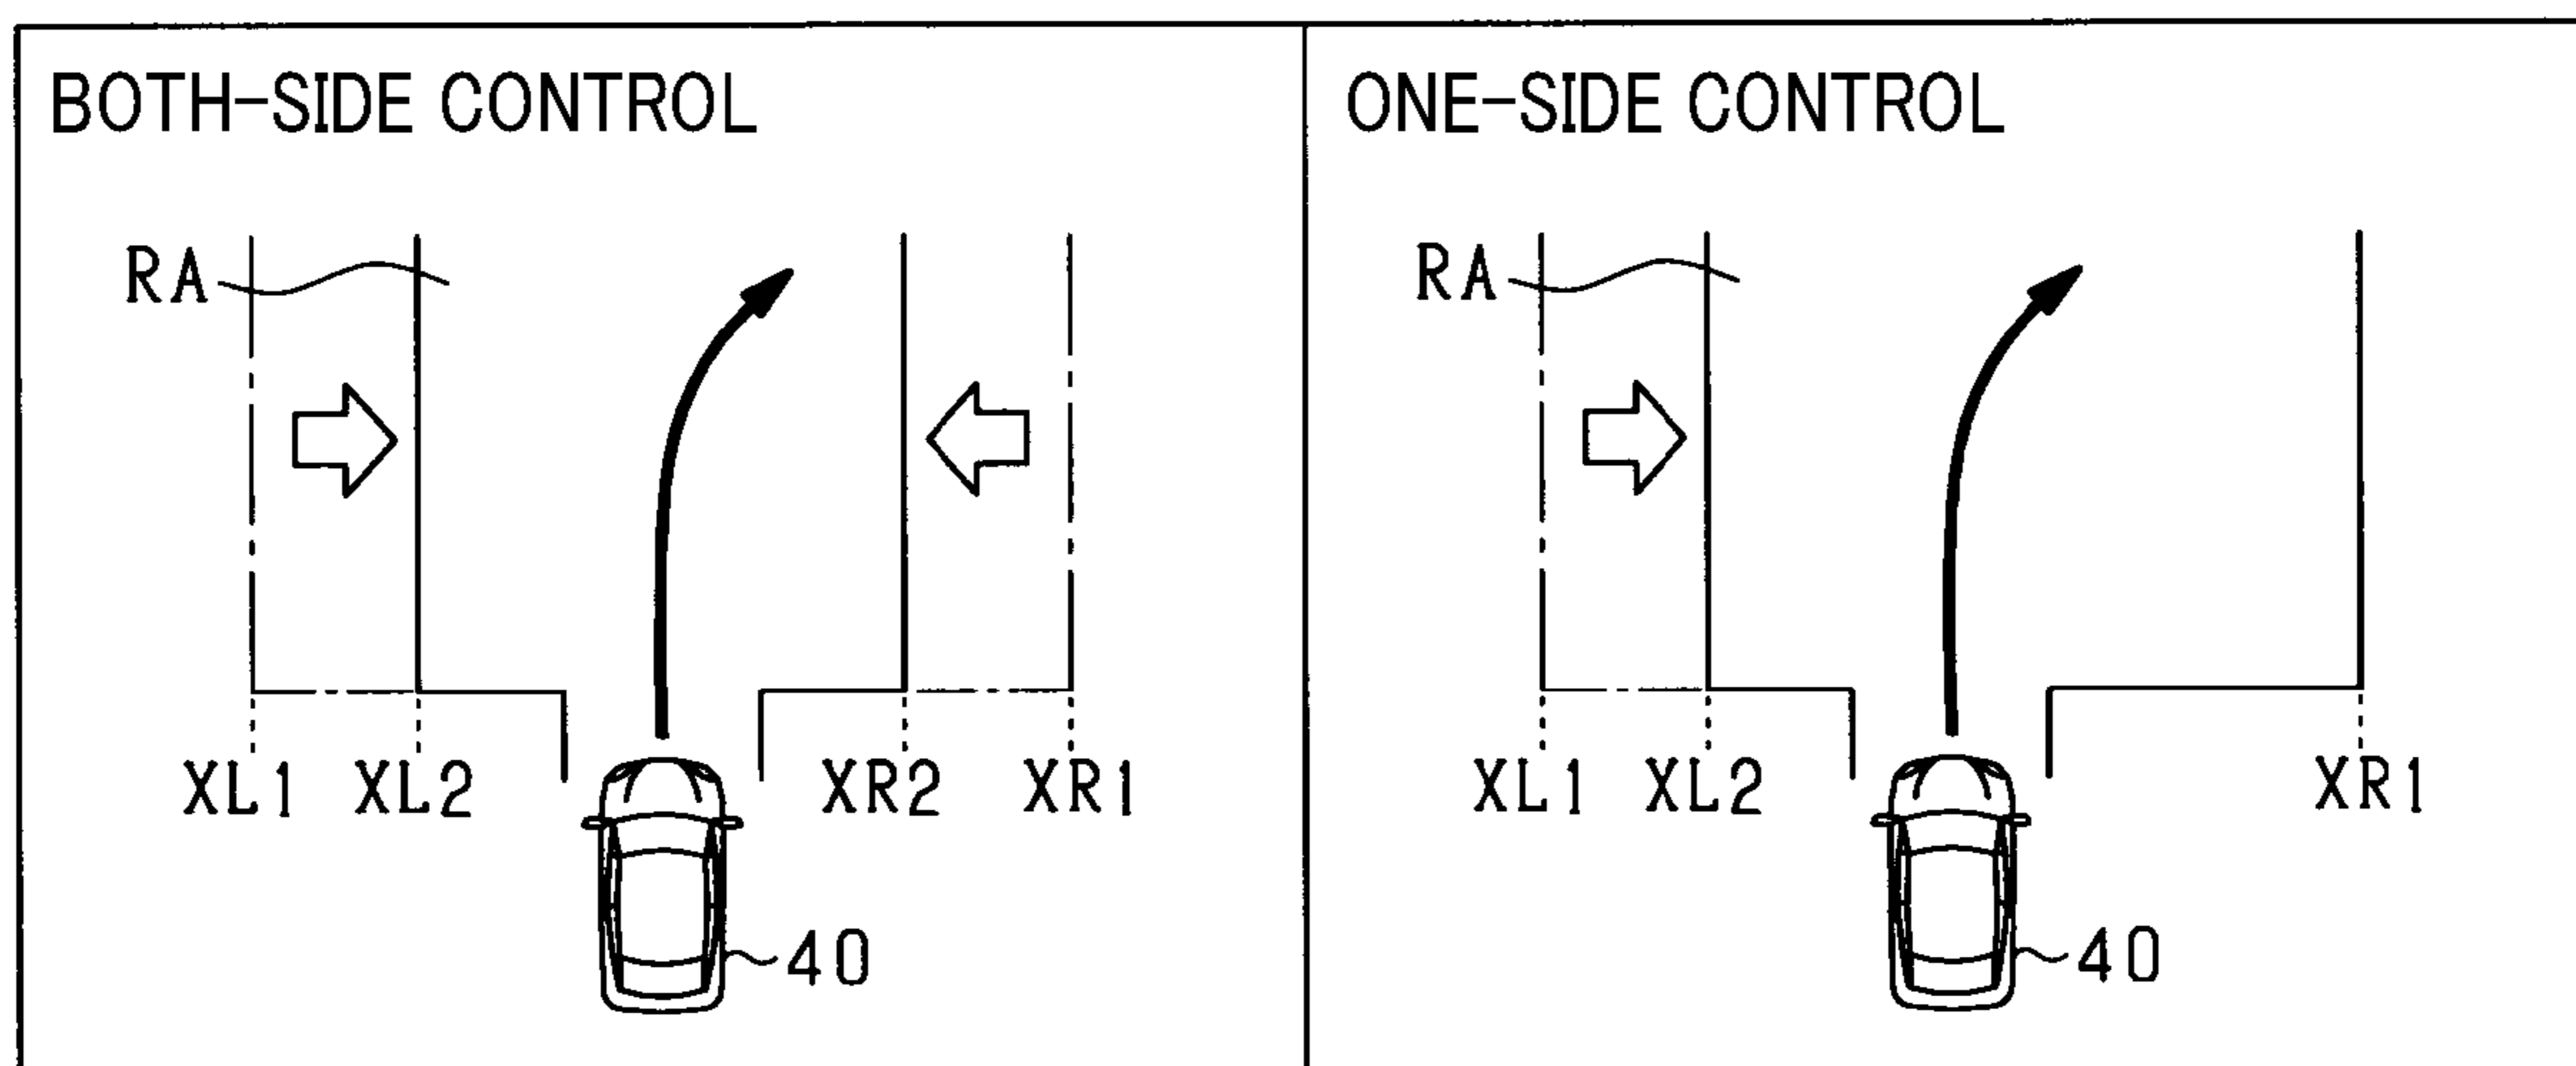 BOTH-SIDE CONTROL
RA
XL1 XL2 XR2 XR1
40
ONE-SIDE CONTROL
RA
XL1 XL2 XR1
40